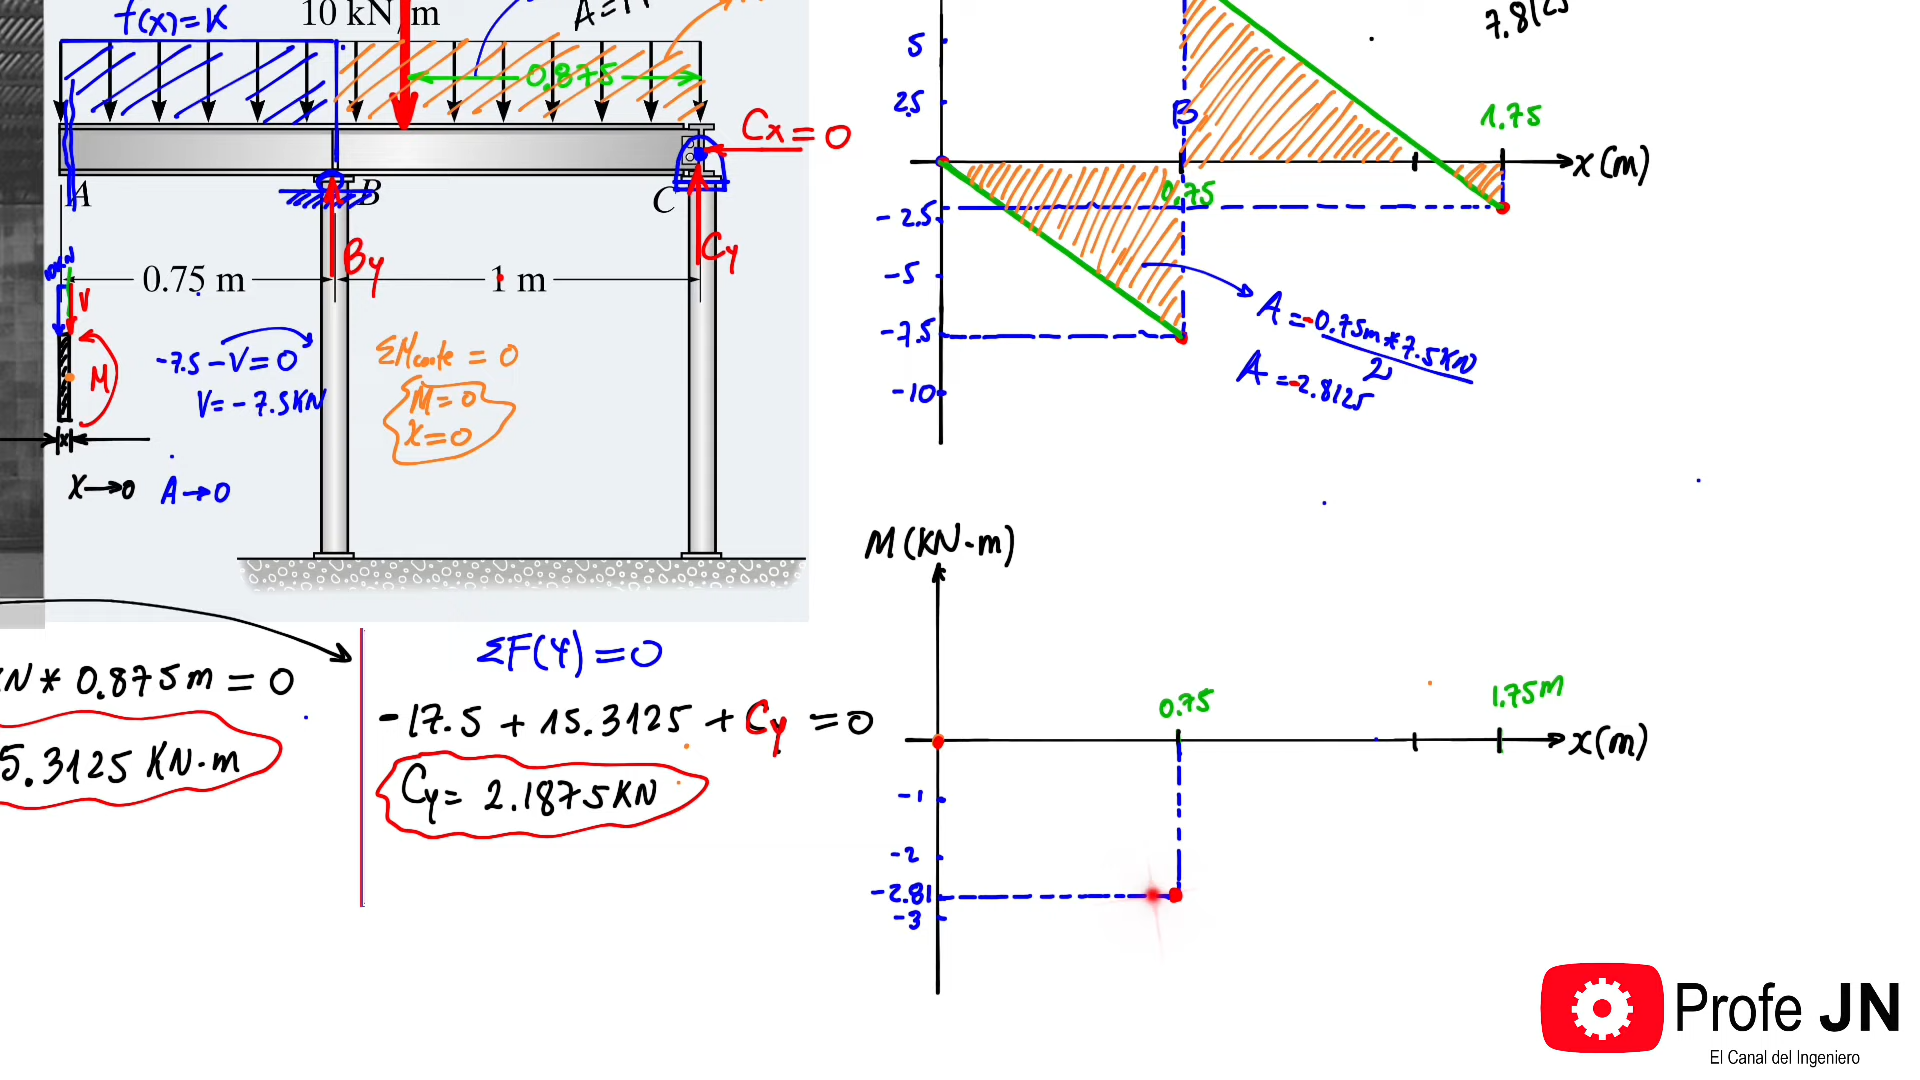 f(x)=K
10 kN/m
0.875
Cx=0
A
B
C
By
Cy
0.75 m
1 m
V
M
-7.5-V=0
V=-7.5KN
ΣMcorte=0
M=0
X=0
x
X→0 A→0
KN*0.875m=0
5.3125 KN-m
ΣF(Y)=0
-17.5+15.3125+Cy=0
Cy=2.1875KN
5
2.5
-2.5
-5
-7.5
-10
B
0.75
1.75
x(m)
7.8125
A=-0.75m*7.5KN
2
A=-2.8125
M(KN-m)
0.75
1.75m
x(m)
-1
-2
-2.81
-3
Profe JN
El Canal del Ingeniero